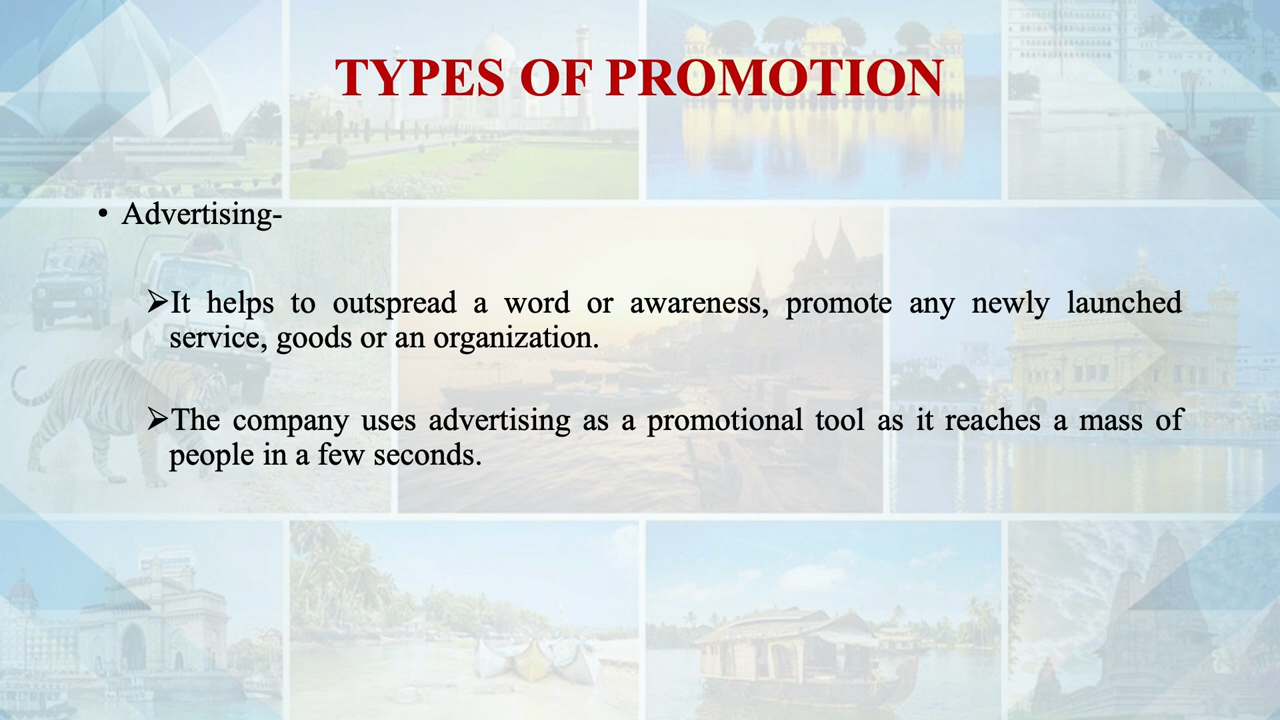 TYPES OF PROMOTION
• Advertising-
➢It helps to outspread a word or awareness, promote any newly launched
service, goods or an organization.
➢The company uses advertising as a promotional tool as it reaches a mass of
people in a few seconds.